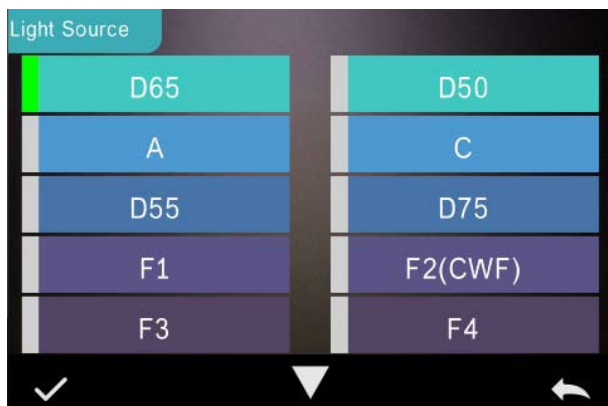 Light Source
D65 D50
A C
D55 D75
F1 F2(CWF)
F3 F4